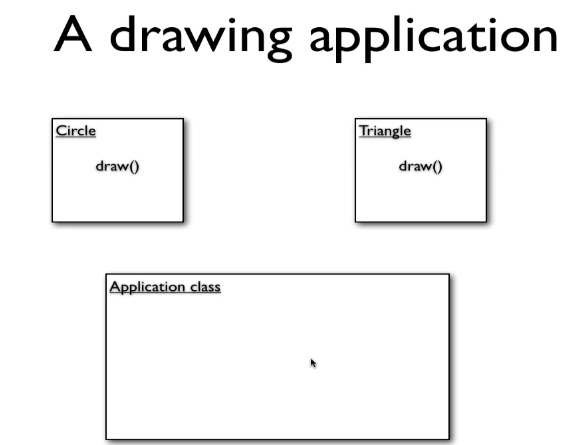 A drawing application
Circle
draw()
Triangle
draw()
Application class